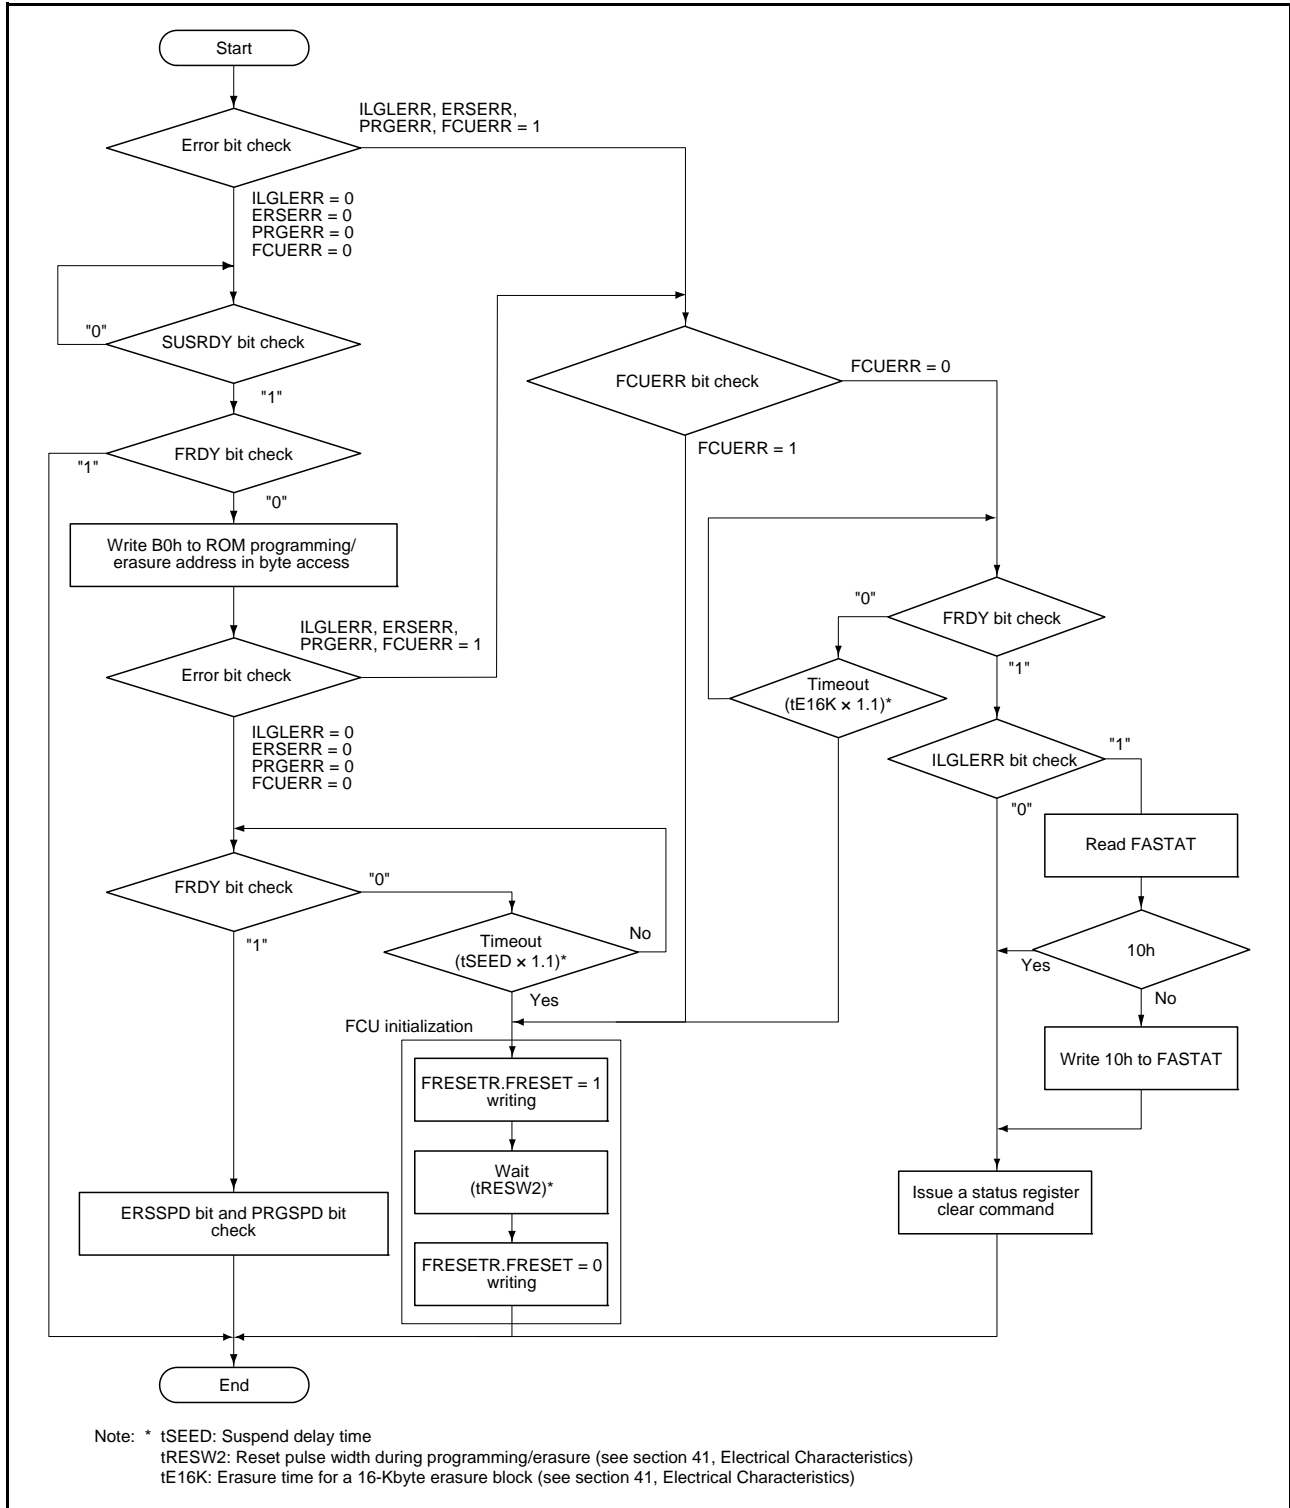 Start
ILGLERR, ERSERR,
PRGERR, FCUERR = 1
Error bit check
ILGLERR = 0
ERSERR = 0
PRGERR = 0
FCUERR = 0
"0"
SUSRDY bit check
"1"
FCUERR bit check
FCUERR = 0
FCUERR = 1
FRDY bit check
"1"
"0"
Write B0h to ROM programming/
erasure address in byte access
ILGLERR, ERSERR,
PRGERR, FCUERR = 1
Error bit check
ILGLERR = 0
ERSERR = 0
PRGERR = 0
FCUERR = 0
"0"
FRDY bit check
"1"
Timeout
(tE16K × 1.1)*
ILGLERR bit check
"1"
"0"
Read FASTAT
10h
Yes
No
Write 10h to FASTAT
Issue a status register
clear command
FRDY bit check
"0"
"1"
Timeout
(tSEED × 1.1)*
No
Yes
FCU initialization
FRESETR.FRESET = 1
writing
Wait
(tRESW2)*
FRESETR.FRESET = 0
writing
ERSSPD bit and PRGSPD bit
check
End
Note: * tSEED: Suspend delay time
tRESW2: Reset pulse width during programming/erasure (see section 41, Electrical Characteristics)
tE16K: Erasure time for a 16-Kbyte erasure block (see section 41, Electrical Characteristics)